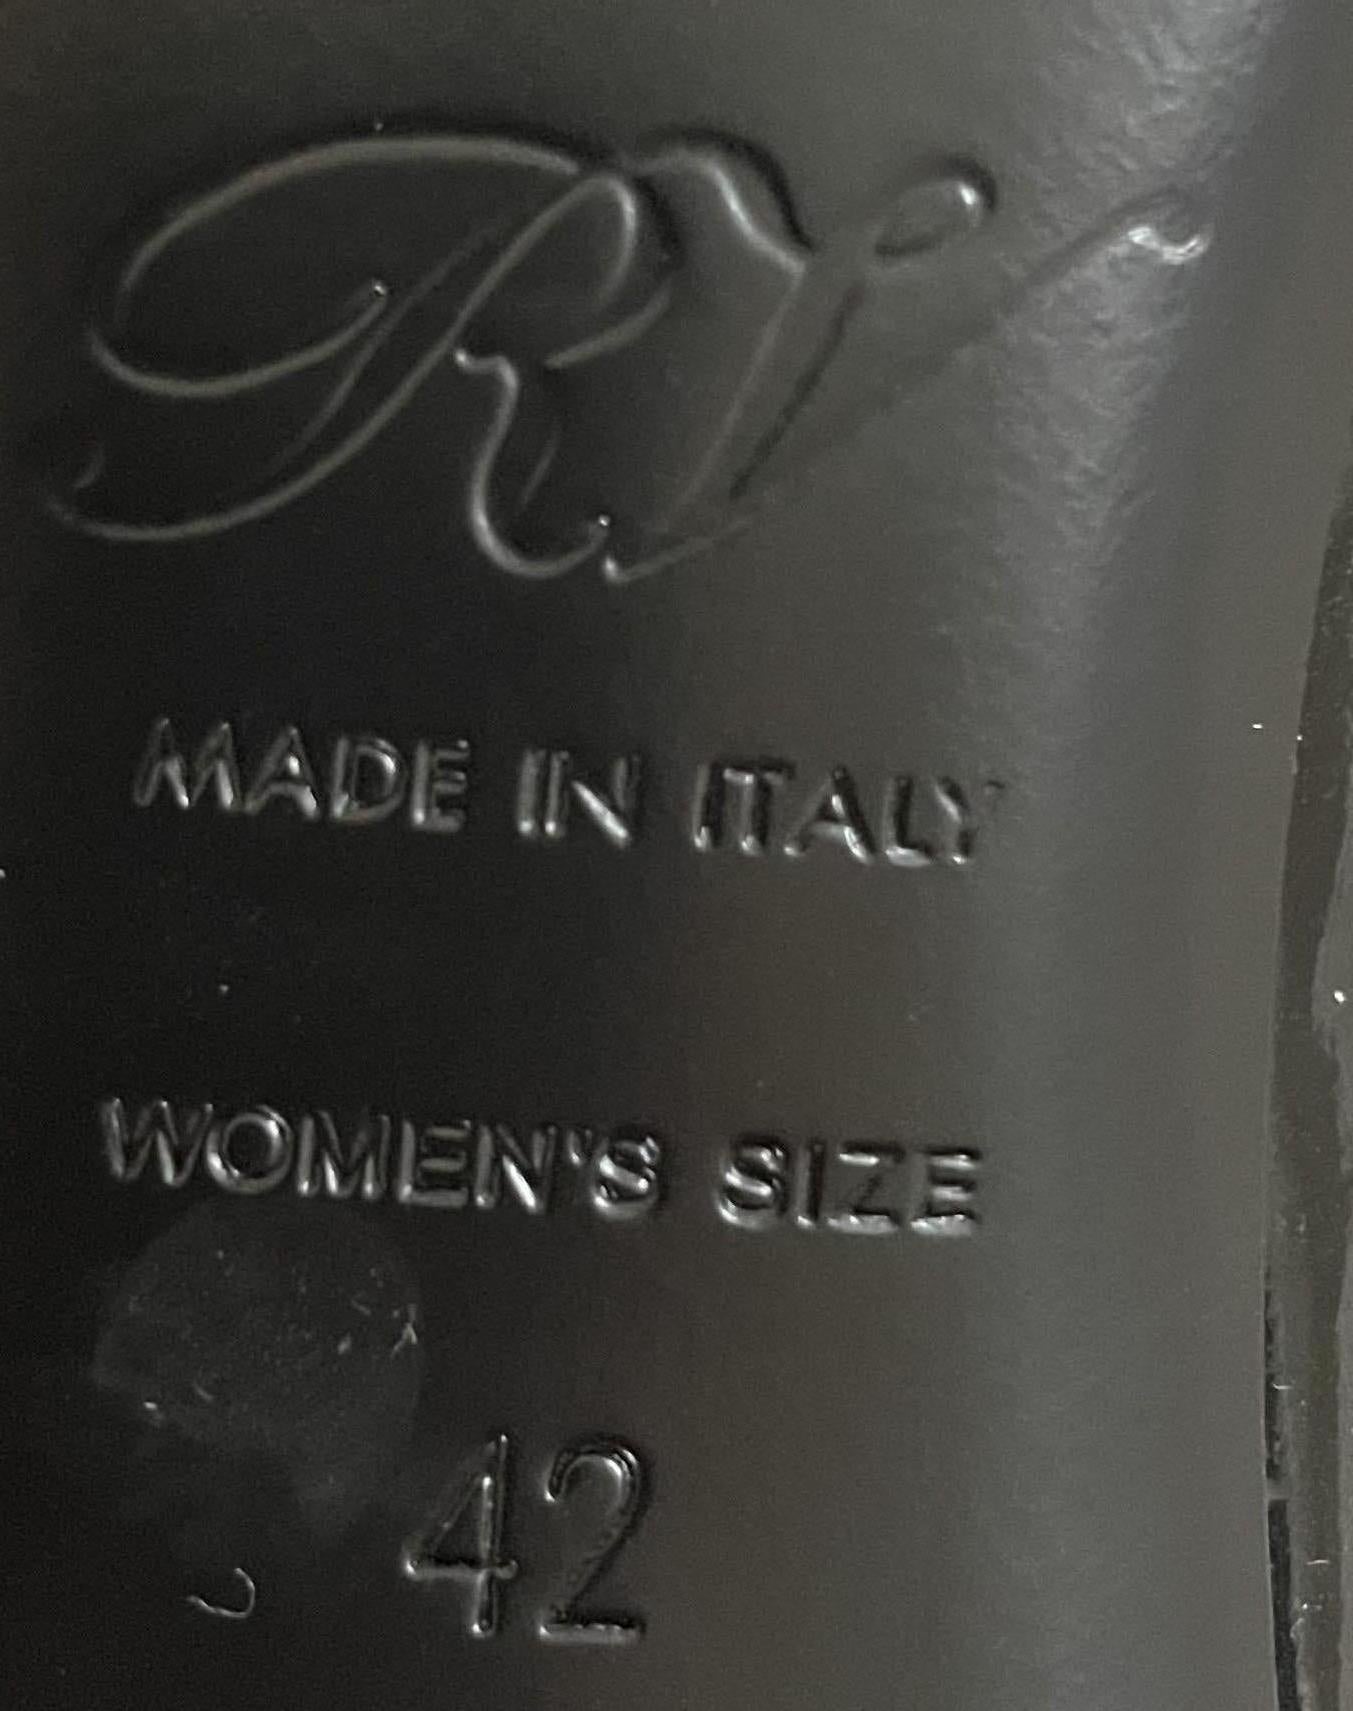 RV
MADE IN ITALY
WOMEN'S SIZE
42